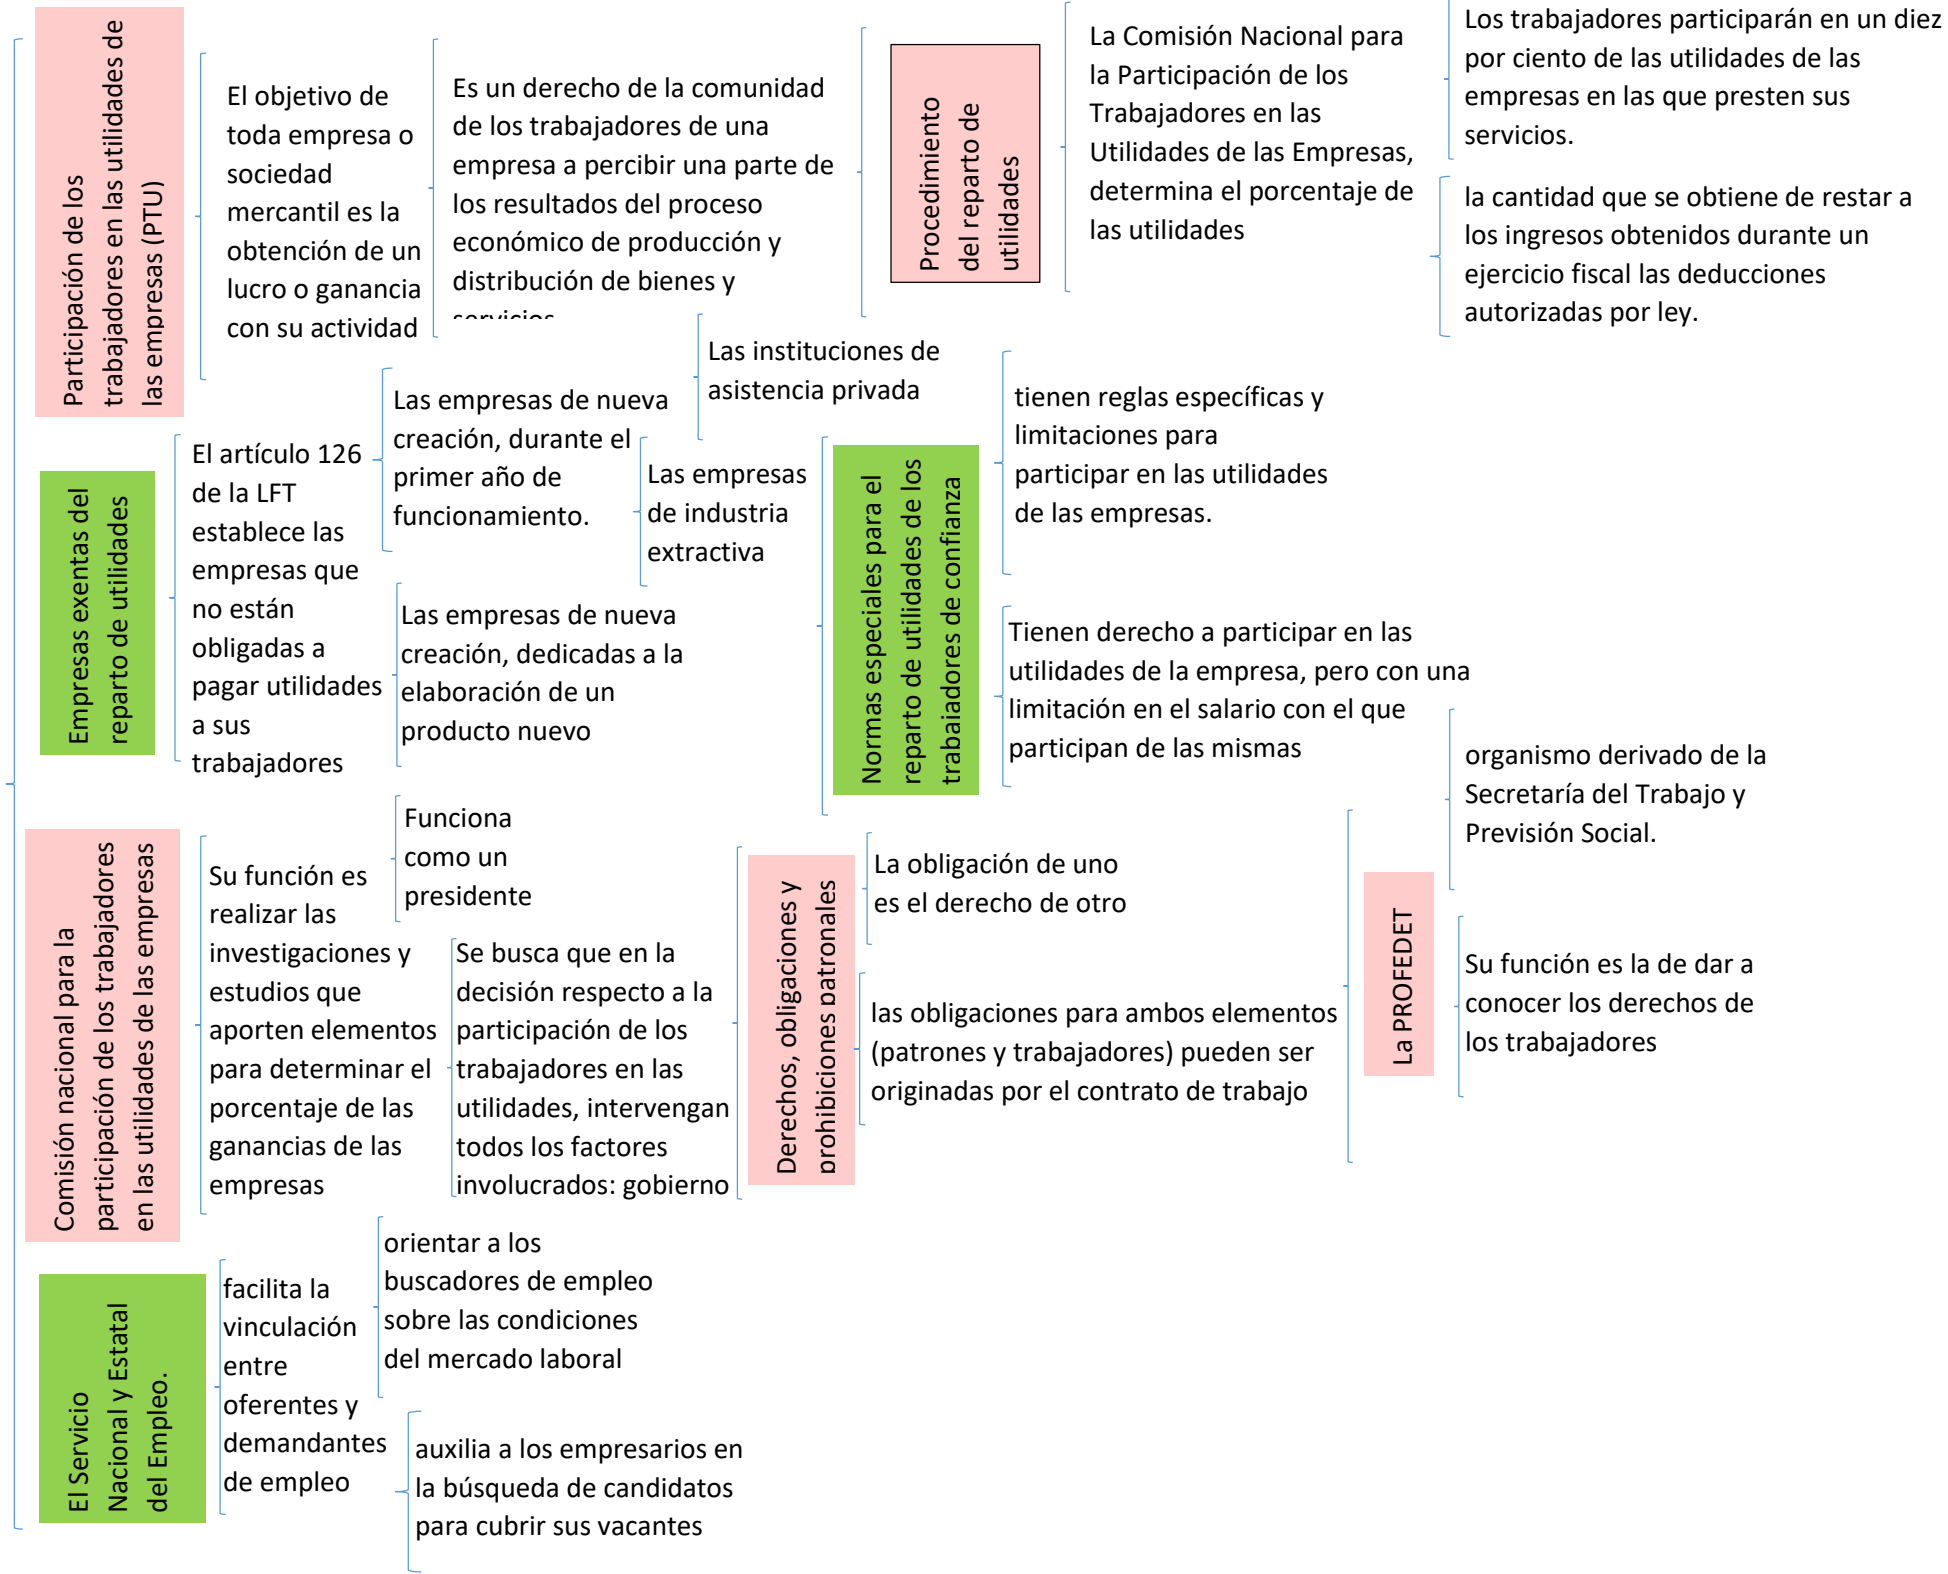 Participación de los
trabajadores en las utilidades de
las empresas (PTU)
El objetivo de
toda empresa o
sociedad
mercantil es la
obtención de un
lucro o ganancia
con su actividad
Es un derecho de la comunidad
de los trabajadores de una
empresa a percibir una parte de
los resultados del proceso
económico de producción y
distribución de bienes y
servicios
Procedimiento
del reparto de
utilidades
La Comisión Nacional para
la Participación de los
Trabajadores en las
Utilidades de las Empresas,
determina el porcentaje de
las utilidades
Los trabajadores participarán en un diez
por ciento de las utilidades de las
empresas en las que presten sus
servicios.
la cantidad que se obtiene de restar a
los ingresos obtenidos durante un
ejercicio fiscal las deducciones
autorizadas por ley.
Empresas exentas del
reparto de utilidades
El artículo 126
de la LFT
establece las
empresas que
no están
obligadas a
pagar utilidades
a sus
trabajadores
Las empresas de nueva
creación, durante el
primer año de
funcionamiento.
Las empresas de nueva
creación, dedicadas a la
elaboración de un
producto nuevo
Las instituciones de
asistencia privada
Las empresas
de industria
extractiva
Normas especiales para el
reparto de utilidades de los
trabajadores de confianza
tienen reglas específicas y
limitaciones para
participar en las utilidades
de las empresas.
Tienen derecho a participar en las
utilidades de la empresa, pero con una
limitación en el salario con el que
participan de las mismas
Comisión nacional para la
participación de los trabajadores
en las utilidades de las empresas
Su función es
realizar las
investigaciones y
estudios que
aporten elementos
para determinar el
porcentaje de las
ganancias de las
empresas
Funciona
como un
presidente
Se busca que en la
decisión respecto a la
participación de los
trabajadores en las
utilidades, intervengan
todos los factores
involucrados: gobierno
Derechos, obligaciones y
prohibiciones patronales
La obligación de uno
es el derecho de otro
las obligaciones para ambos elementos
(patrones y trabajadores) pueden ser
originadas por el contrato de trabajo
La PROFEDET
organismo derivado de la
Secretaría del Trabajo y
Previsión Social.
Su función es la de dar a
conocer los derechos de
los trabajadores
El Servicio
Nacional y Estatal
del Empleo.
facilita la
vinculación
entre
oferentes y
demandantes
de empleo
orientar a los
buscadores de empleo
sobre las condiciones
del mercado laboral
auxilia a los empresarios en
la búsqueda de candidatos
para cubrir sus vacantes